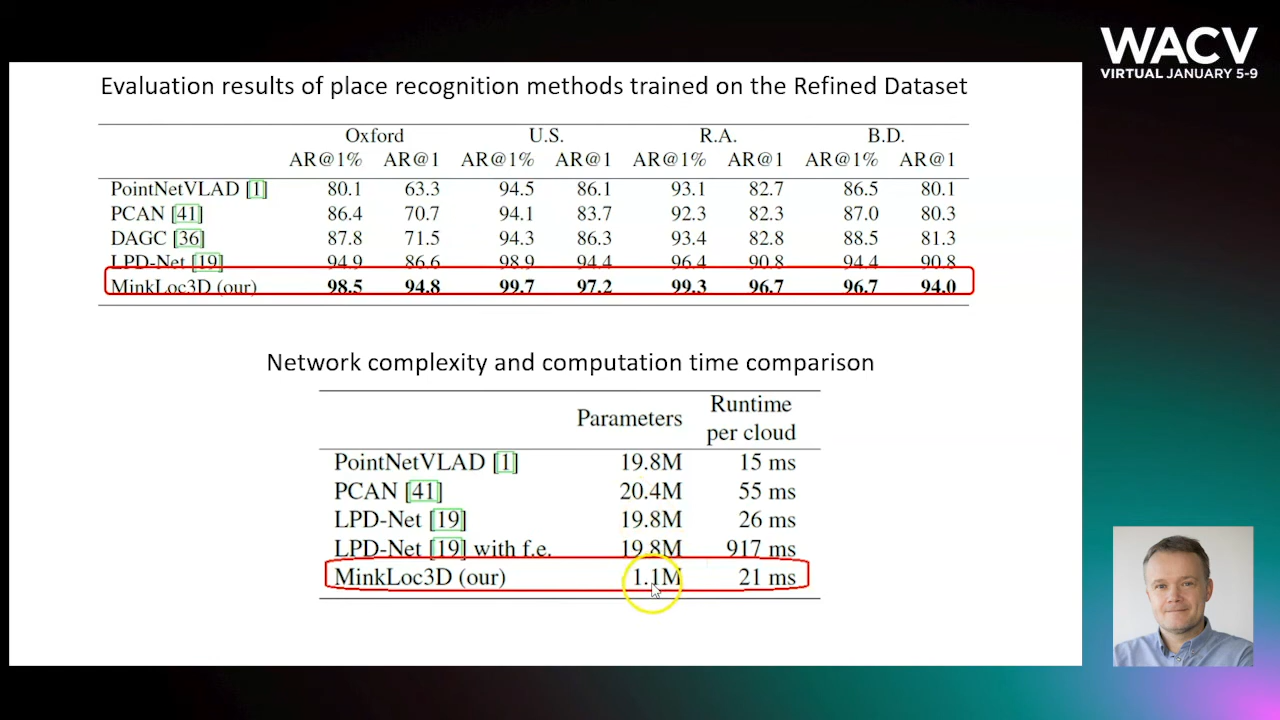 WACV
VIRTUAL JANUARY 5-9
Evaluation results of place recognition methods trained on the Refined Dataset
Oxford U.S. R.A. B.D.
AR@1% AR@1 AR@1% AR@1 AR@1% AR@1 AR@1% AR@1
PointNetVLAD [1] 80.1 63.3 94.5 86.1 93.1 82.7 86.5 80.1
PCAN [41] 86.4 70.7 94.1 83.7 92.3 82.3 87.0 80.3
DAGC [36] 87.8 71.5 94.3 86.3 93.4 82.8 88.5 81.3
LPD-Net [19] 94.9 86.6 98.9 94.4 96.4 90.8 94.4 90.8
MinkLoc3D (our) 98.5 94.8 99.7 97.2 99.3 96.7 96.7 94.0
Network complexity and computation time comparison
Parameters Runtime
per cloud
PointNetVLAD [1] 19.8M 15 ms
PCAN [41] 20.4M 55 ms
LPD-Net [19] 19.8M 26 ms
LPD-Net [19] with f.e. 19.8M 917 ms
MinkLoc3D (our) 1.1M 21 ms